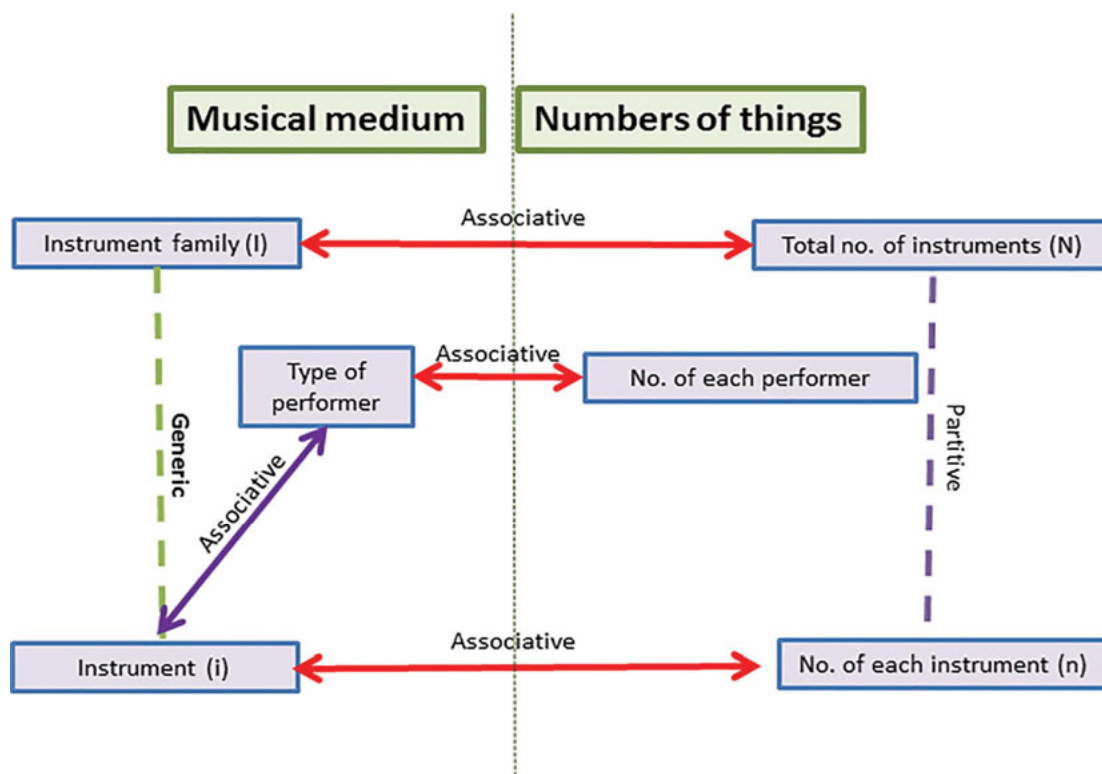 Musical medium
Numbers of things
Associative
Instrument family (I)
Total no. of instruments (N)
Associative
Type of
performer
No. of each performer
Generic
Associative
Partitive
Associative
Instrument (i)
No. of each instrument (n)